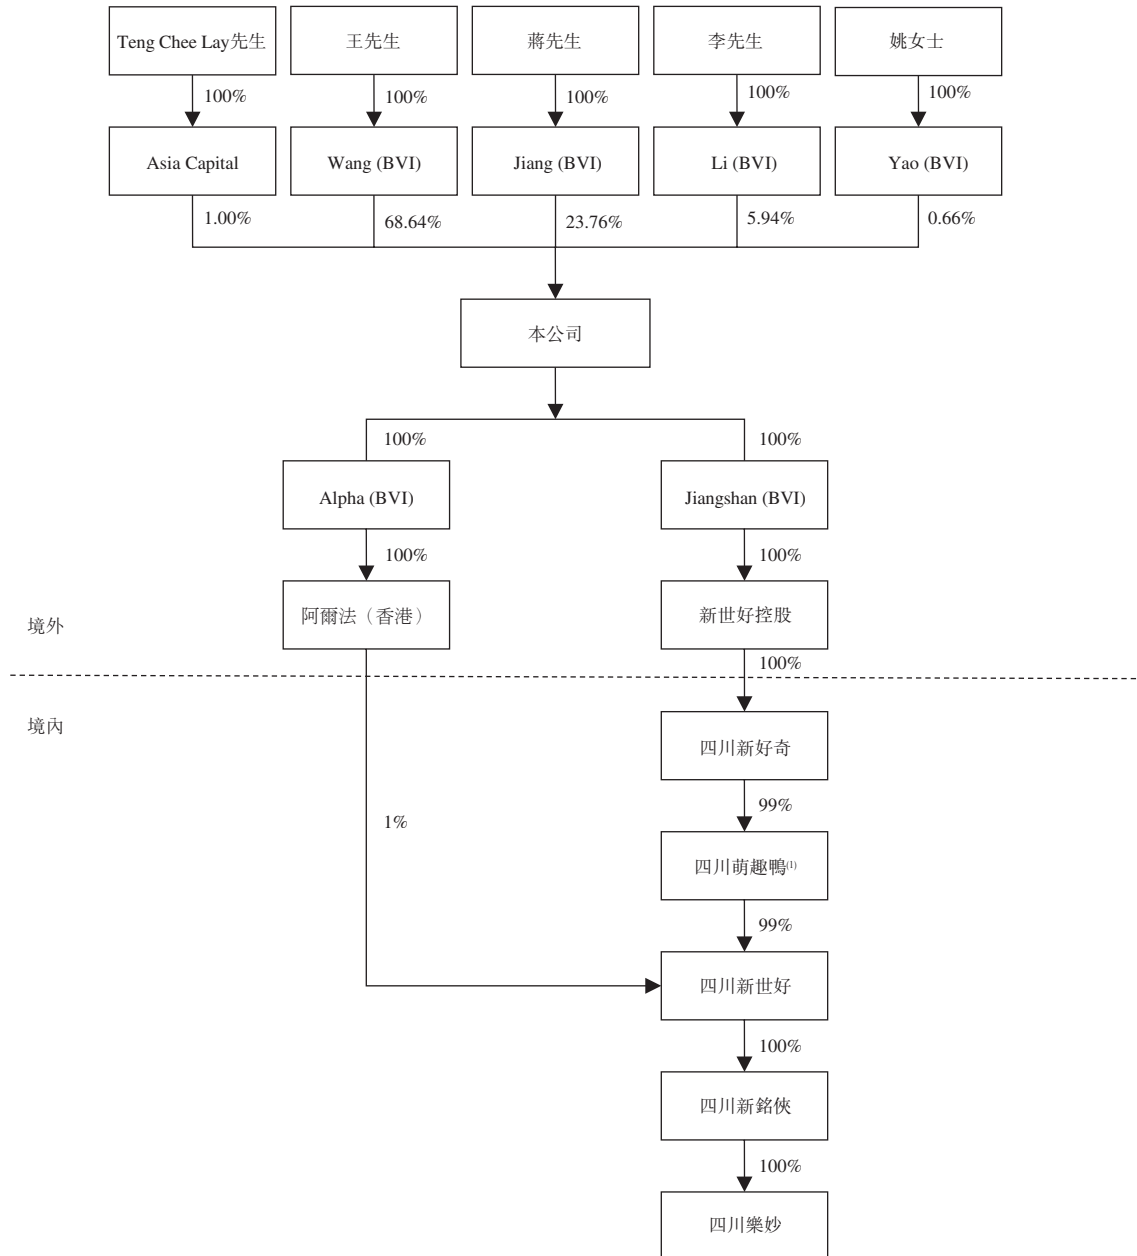 Teng Chee Lay先生
王先生
蔣先生
李先生
姚女士
100%
100%
100%
100%
100%
Asia Capital
Wang (BVI)
Jiang (BVI)
Li (BVI)
Yao (BVI)
1.00%
68.64%
23.76%
5.94%
0.66%
本公司
100%
100%
Alpha (BVI)
Jiangshan (BVI)
100%
100%
阿爾法（香港）
新世好控股
境外
100%
境內
四川新好奇
99%
1%
四川萌趣鴨(1)
99%
四川新世好
100%
四川新銘俠
100%
四川樂妙